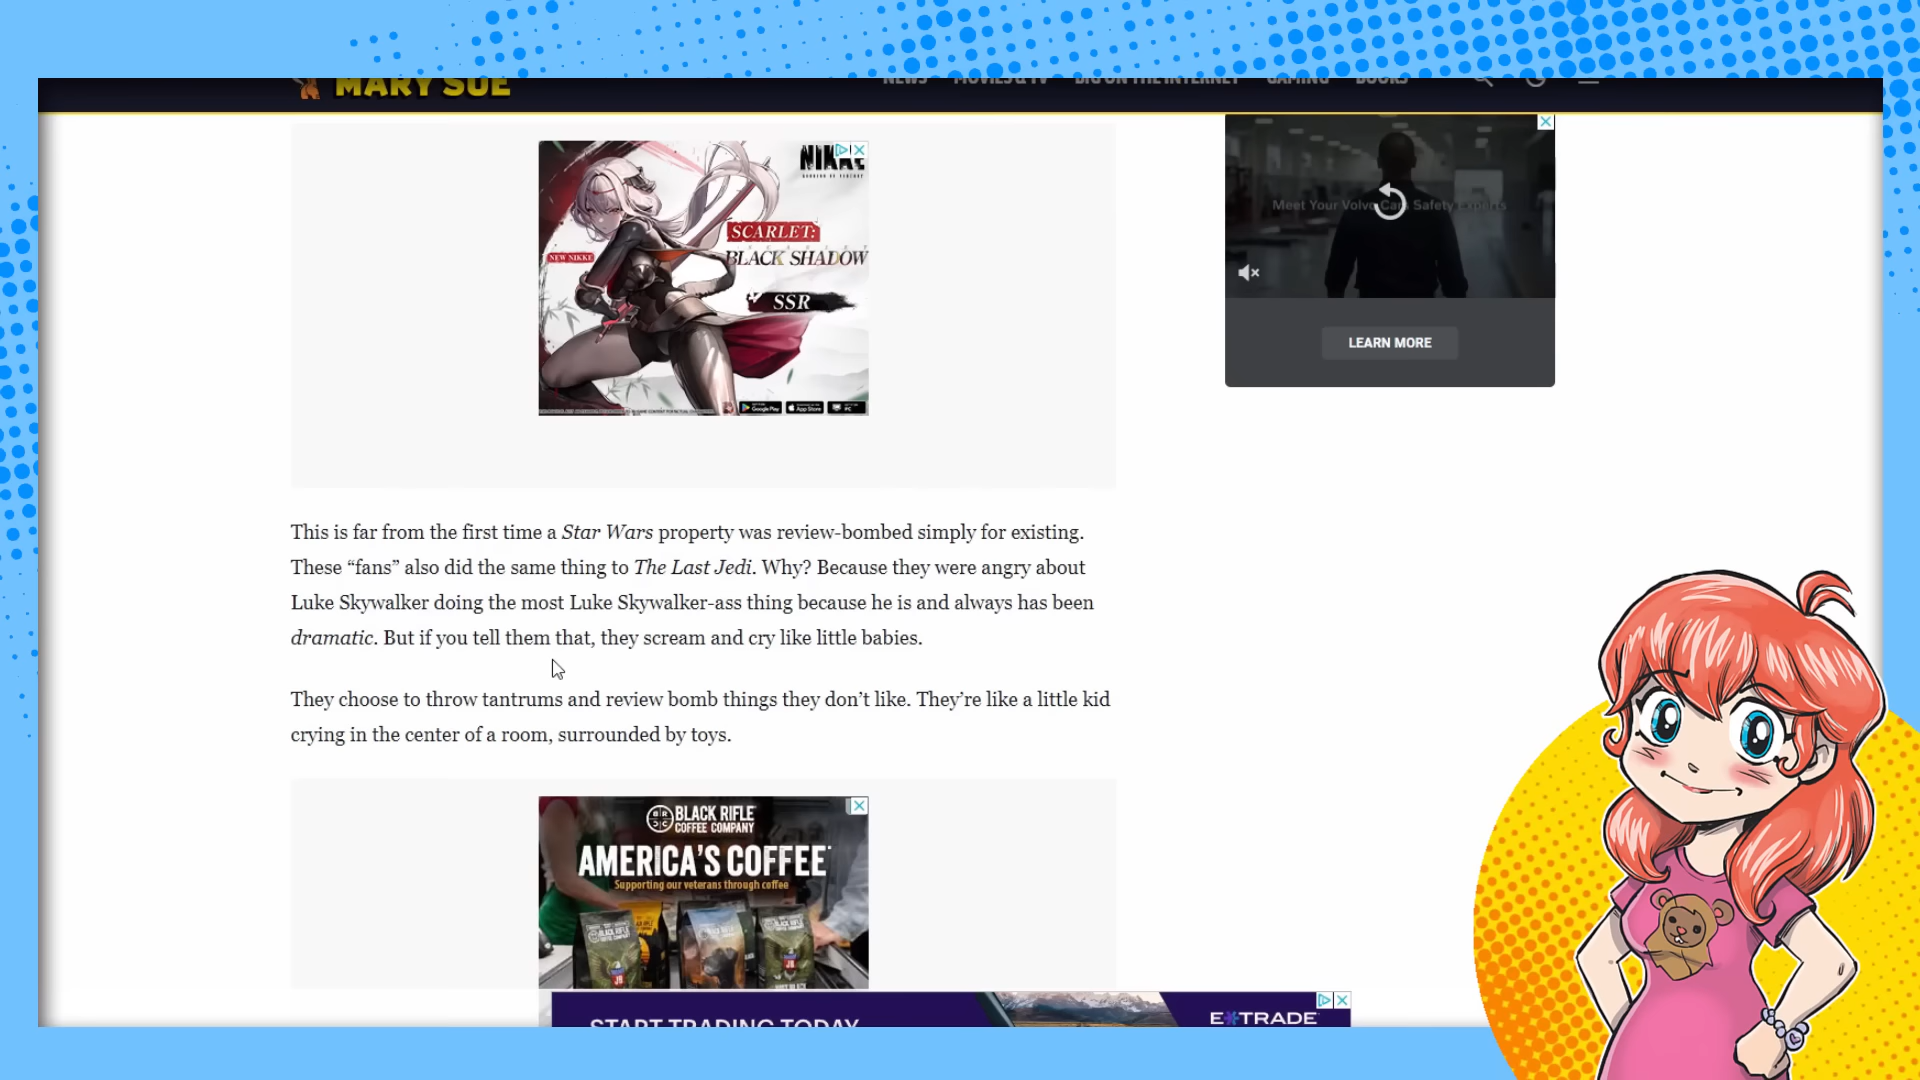 MARY SUE
NEWS MOVIES & TV BIG ON THE INTERNET GAMING BOOKS
NIKKE
SCARLET:
BLACK SHADOW
NEW NIKKE
SSR
Google Play App Store PC
Meet Your Volvo Cars Safety Experts
LEARN MORE
This is far from the first time a Star Wars property was review-bombed simply for existing.
These “fans” also did the same thing to The Last Jedi. Why? Because they were angry about
Luke Skywalker doing the most Luke Skywalker-ass thing because he is and always has been
dramatic. But if you tell them that, they scream and cry like little babies.
They choose to throw tantrums and review bomb things they don’t like. They’re like a little kid
crying in the center of a room, surrounded by toys.
BLACK RIFLE
COFFEE COMPANY
AMERICA'S COFFEE
Supporting our veterans through coffee
START TRADING TODAY
E*TRADE